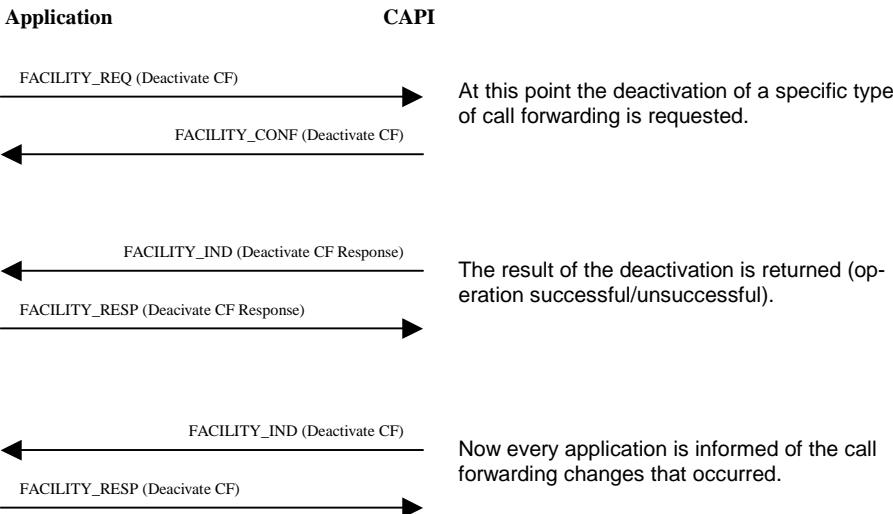 Application CAPI
FACILITY_REQ (Deactivate CF)
At this point the deactivation of a specific type
of call forwarding is requested.
FACILITY_CONF (Deactivate CF)
FACILITY_IND (Deactivate CF Response)
The result of the deactivation is returned (op-
eration successful/unsuccessful).
FACILITY_RESP (Deacivate CF Response)
FACILITY_IND (Deactivate CF)
Now every application is informed of the call
forwarding changes that occurred.
FACILITY_RESP (Deacivate CF)